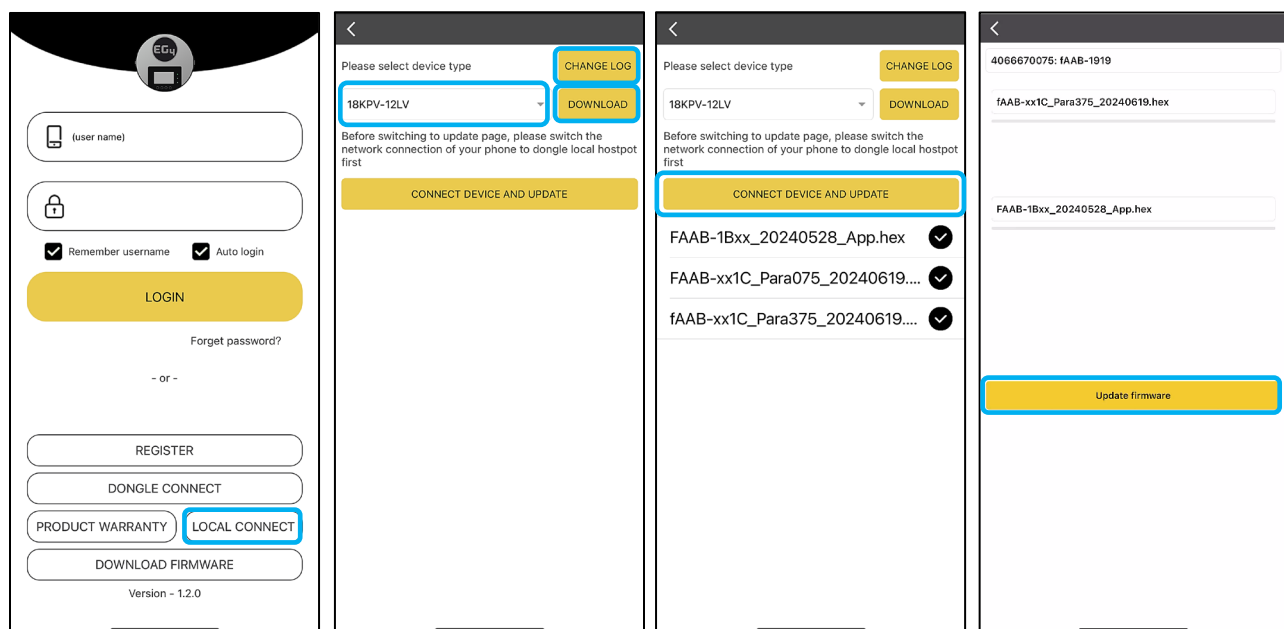 EG4
(user name)
Remember username
Auto login
LOGIN
Forget password?
- or -
REGISTER
DONGLE CONNECT
PRODUCT WARRANTY
LOCAL CONNECT
DOWNLOAD FIRMWARE
Version - 1.2.0
Please select device type
CHANGE LOG
18KPV-12LV
DOWNLOAD
Before switching to update page, please switch the
network connection of your phone to dongle local hostpot
first
CONNECT DEVICE AND UPDATE
Please select device type
CHANGE LOG
18KPV-12LV
DOWNLOAD
Before switching to update page, please switch the
network connection of your phone to dongle local hostpot
first
CONNECT DEVICE AND UPDATE
FAAB-1Bxx_20240528_App.hex
FAAB-xx1C_Para075_20240619....
fAAB-xx1C_Para375_20240619....
4066670075: fAAB-1919
fAAB-xx1C_Para375_20240619.hex
FAAB-1Bxx_20240528_App.hex
Update firmware